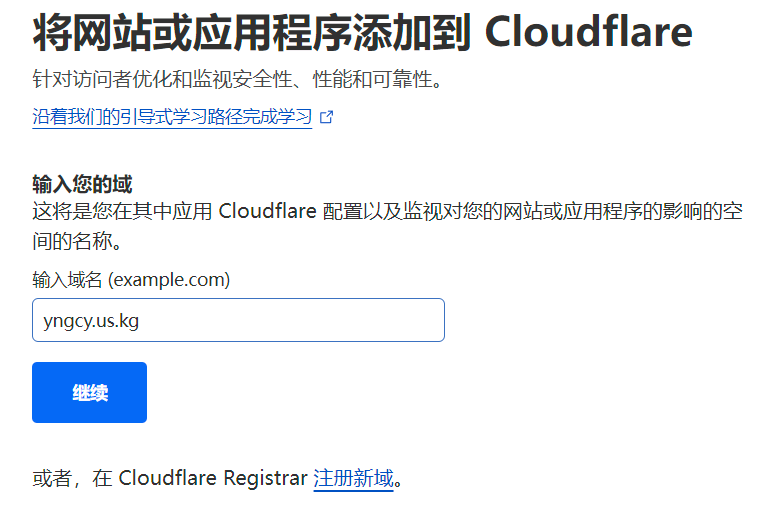 将网站或应用程序添加到 Cloudflare
针对访问者优化和监视安全性、性能和可靠性。
沿着我们的引导式学习路径完成学习
输入您的域
这将是您在其中应用 Cloudflare 配置以及监视对您的网站或应用程序的影响的空
间的名称。
输入域名 (example.com)
yngcy.us.kg
继续
或者，在 Cloudflare Registrar 注册新域。